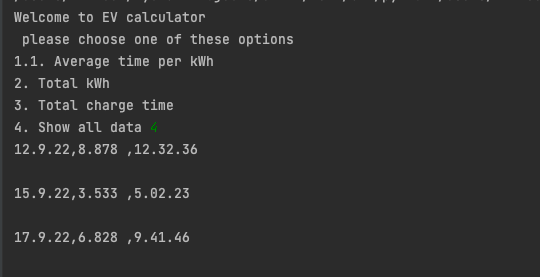 Welcome to EV calculator
please choose one of these options
1.1. Average time per kWh
2. Total kWh
3. Total charge time
4. Show all data 4
12.9.22,8.878 ,12.32.36
15.9.22,3.533 ,5.02.23
17.9.22,6.828 ,9.41.46